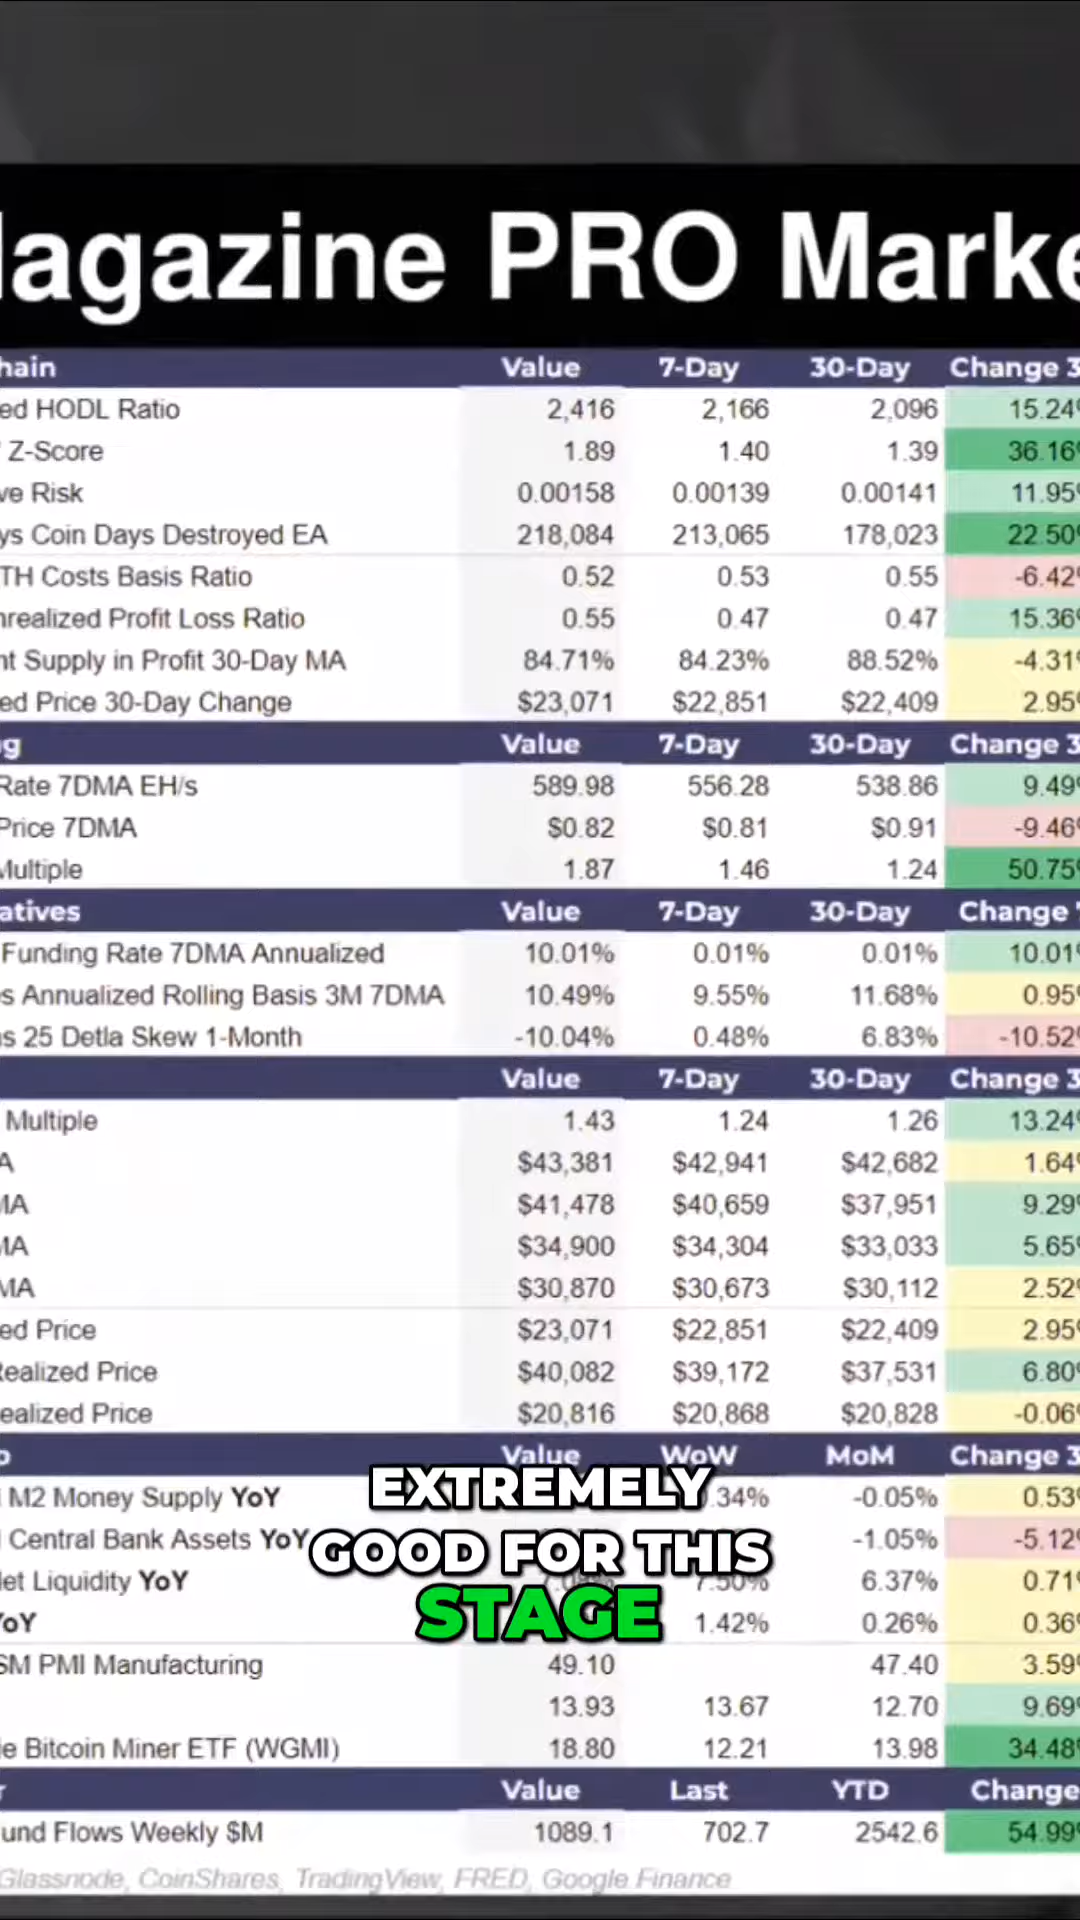 Magazine PRO Marke
hain Value 7-Day 30-Day Change 3
ed HODL Ratio 2,416 2,166 2,096 15.24%
Z-Score 1.89 1.40 1.39 36.16%
ve Risk 0.00158 0.00139 0.00141 11.95%
ys Coin Days Destroyed EA 218,084 213,065 178,023 22.50%
TH Costs Basis Ratio 0.52 0.53 0.55 -6.42%
nrealized Profit Loss Ratio 0.55 0.47 0.47 15.36%
nt Supply in Profit 30-Day MA 84.71% 84.23% 88.52% -4.31%
ed Price 30-Day Change $23,071 $22,851 $22,409 2.95%
g Value 7-Day 30-Day Change 3
Rate 7DMA EH/s 589.98 556.28 538.86 9.49%
Price 7DMA $0.82 $0.81 $0.91 -9.46%
Multiple 1.87 1.46 1.24 50.75%
atives Value 7-Day 30-Day Change
Funding Rate 7DMA Annualized 10.01% 0.01% 0.01% 10.01%
s Annualized Rolling Basis 3M 7DMA 10.49% 9.55% 11.68% 0.95%
s 25 Detla Skew 1-Month -10.04% 0.48% 6.83% -10.52%
Value 7-Day 30-Day Change 3
Multiple 1.43 1.24 1.26 13.24%
A $43,381 $42,941 $42,682 1.64%
MA $41,478 $40,659 $37,951 9.29%
MA $34,900 $34,304 $33,033 5.65%
MA $30,870 $30,673 $30,112 2.52%
ed Price $23,071 $22,851 $22,409 2.95%
Realized Price $40,082 $39,172 $37,531 6.80%
ealized Price $20,816 $20,868 $20,828 -0.06%
o Value WoW MoM Change 3
M2 Money Supply YoY .34% -0.05% 0.53%
Central Bank Assets YoY -1.05% -5.12%
et Liquidity YoY 7.50% 6.37% 0.71%
YoY 1.42% 0.26% 0.36%
SM PMI Manufacturing 49.10 47.40 3.59%
13.93 13.67 12.70 9.69%
ie Bitcoin Miner ETF (WGMI) 18.80 12.21 13.98 34.48%
r Value Last YTD Change
und Flows Weekly $M 1089.1 702.7 2542.6 54.99%
Glassnode, CoinShares, TradingView, FRED, Google Finance
EXTREMELY
GOOD FOR THIS
STAGE